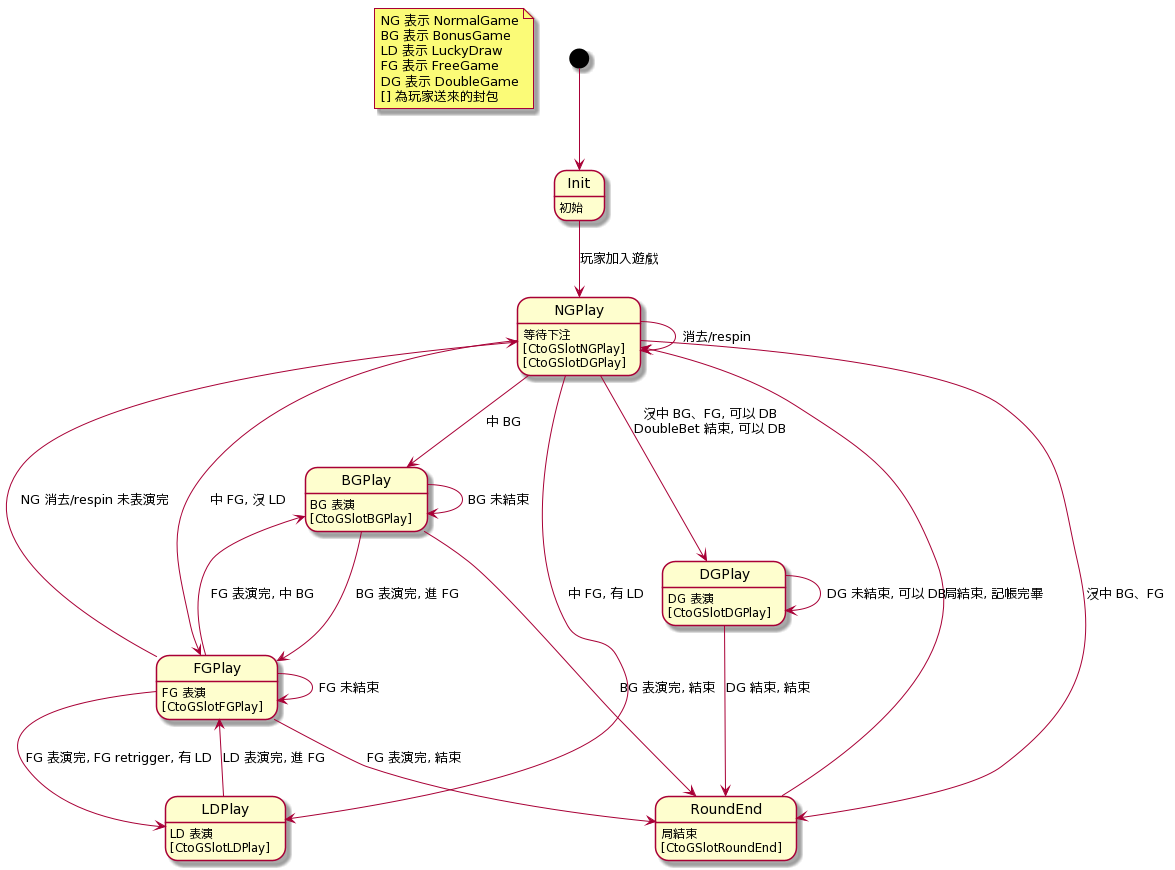 NG 表示 NormalGame
BG 表示 BonusGame
LD 表示 LuckyDraw
FG 表示 FreeGame
DG 表示 DoubleGame
[] 為玩家送來的封包
Init
初始
玩家加入遊戲
NGPlay
等待下注
[CtoGSlotNGPlay]
[CtoGSlotDGPlay]
消去/respin
中 BG
沒中 BG、FG, 可以 DB
DoubleBet 結束, 可以 DB
NG 消去/respin 未表演完
中 FG, 沒 LD
BGPlay
BG 表演
[CtoGSlotBGPlay]
BG 未結束
FG 表演完, 中 BG
BG 表演完, 進 FG
中 FG, 有 LD
DGPlay
DG 表演
[CtoGSlotDGPlay]
DG 未結束, 可以 DB
局結束, 記帳完畢
沒中 BG、FG
FGPlay
FG 表演
[CtoGSlotFGPlay]
FG 未結束
BG 表演完, 結束
DG 結束, 結束
FG 表演完, FG retrigger, 有 LD
LD 表演完, 進 FG
FG 表演完, 結束
LDPlay
LD 表演
[CtoGSlotLDPlay]
RoundEnd
局結束
[CtoGSlotRoundEnd]